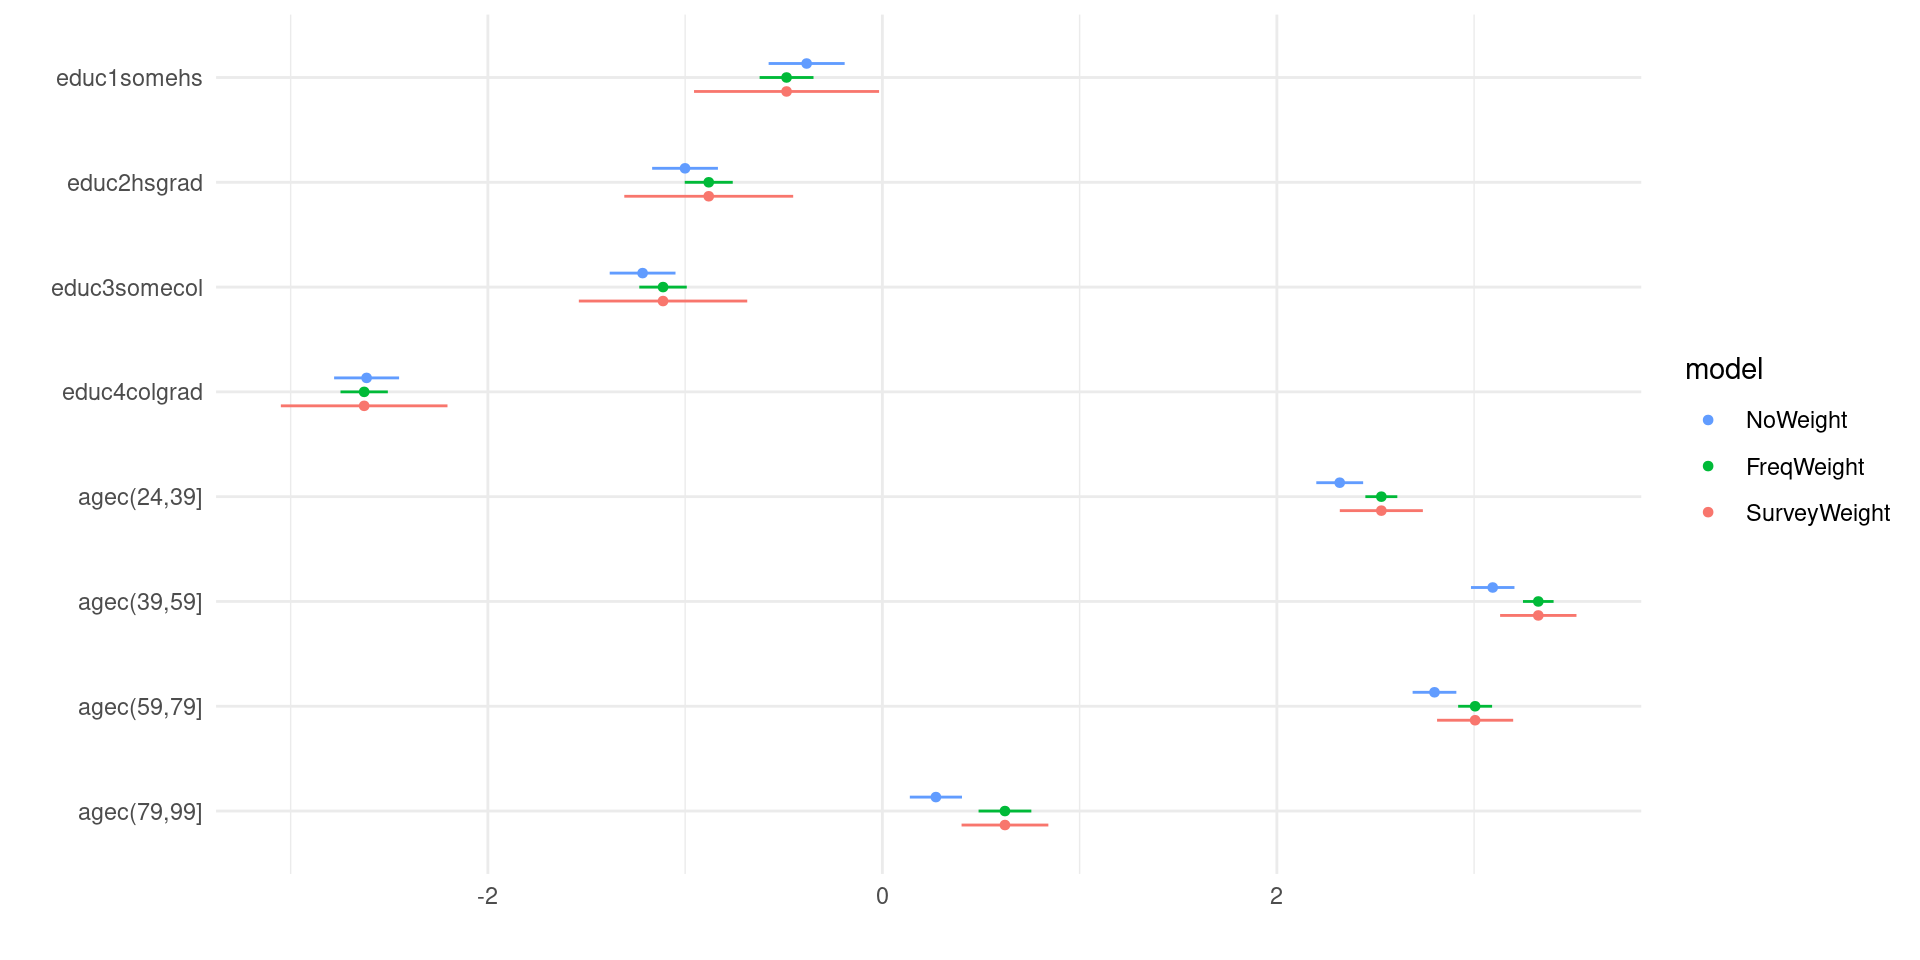 educ1somehs
educ2hsgrad
educ3somecol
educ4colgrad
agec(24,39]
agec(39,59]
agec(59,79]
agec(79,99]
-2
0
2
model
NoWeight
FreqWeight
SurveyWeight